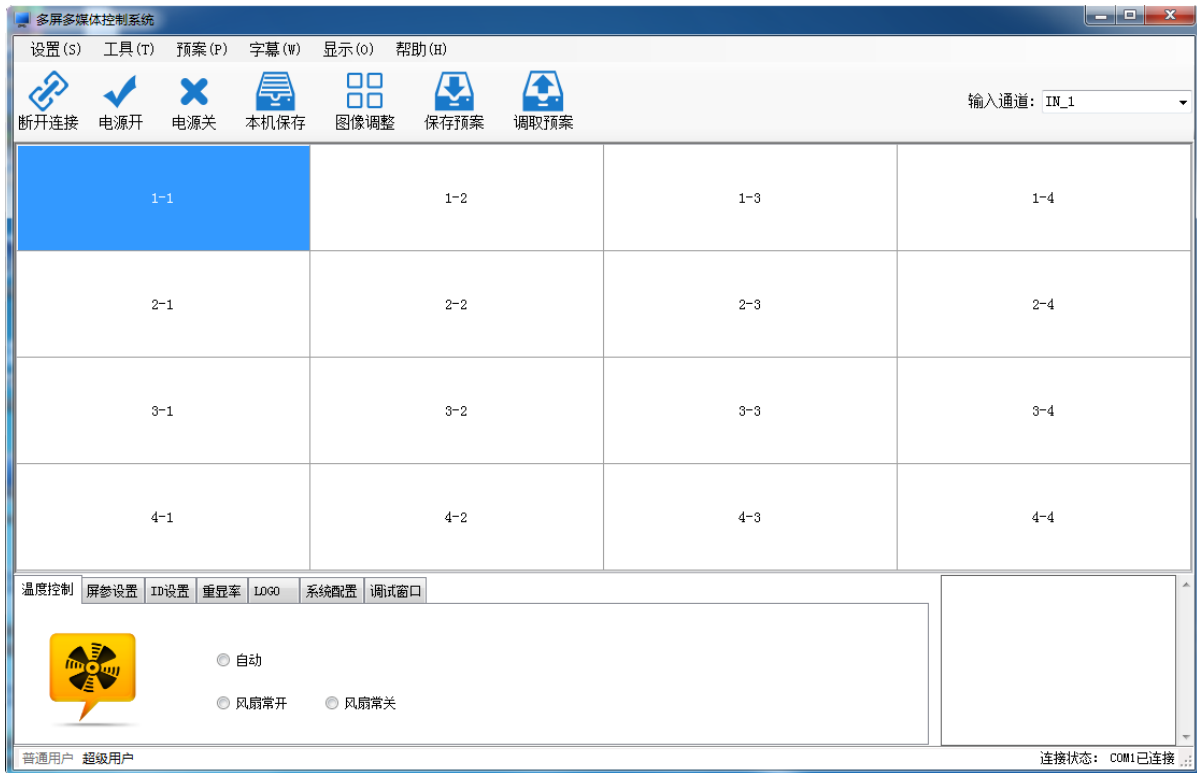 多屏多媒体控制系统
设置(S) 工具(T) 预案(P) 字幕(W) 显示(O) 帮助(H)
断开连接 电源开 电源关 本机保存 图像调整 保存预案 调取预案 输入通道: IN_1
1-1 1-2 1-3 1-4
2-1 2-2 2-3 2-4
3-1 3-2 3-3 3-4
4-1 4-2 4-3 4-4
温度控制 屏参设置 ID设置 重显率 LOGO 系统配置 调试窗口
自动
风扇常开 风扇常关
普通用户 超级用户 连接状态: COM1已连接